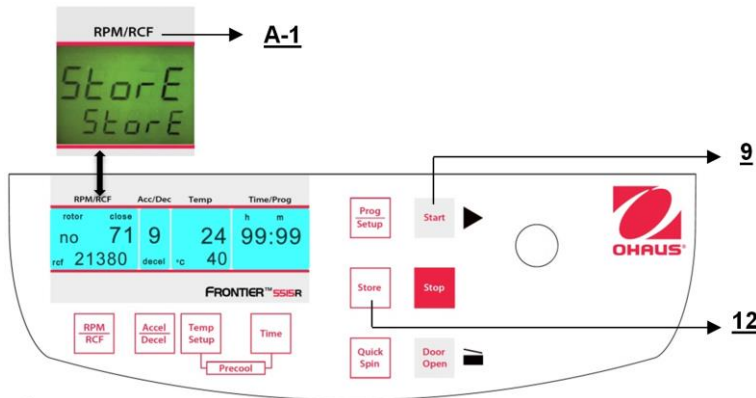 RPM/RCF
A-1
StorE
StorE
9
RPM/RCF Acc/Dec Temp Time/Prog
rotor close h m
no 71 9 24 99:99
rcf 21380 decel °C 40
FRONTIER™ 5515R
Prog
Setup
Start
OHAUS®
Store
Stop
12
RPM
RCF
Accel
Decel
Temp
Setup
Time
Precool
Quick
Spin
Door
Open